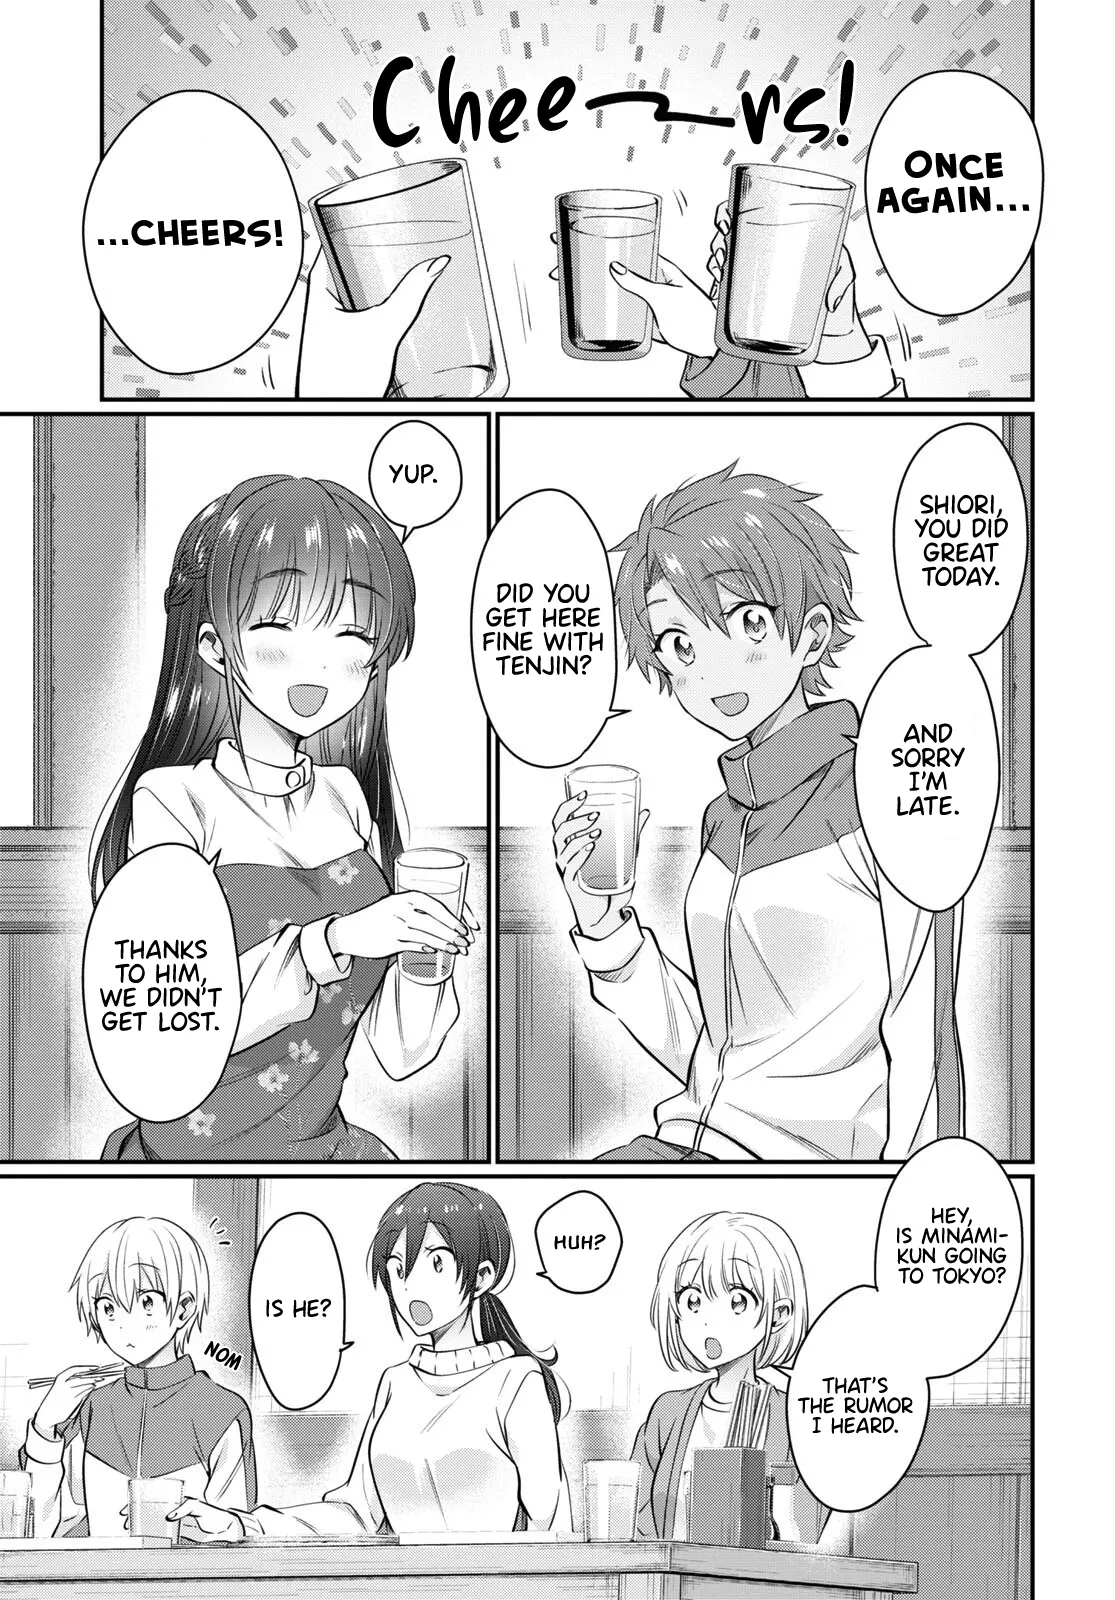 ONCE
AGAIN...
Cheers!
...CHEERS!
SHIORI,
YOU DID
GREAT
TODAY.
AND
SORRY
I'M
LATE.
DID YOU
GET HERE
FINE WITH
TENJIN?
YUP.
THANKS
TO HIM,
WE DIDN'T
GET LOST.
HEY,
IS MINAMI-
KUN GOING
TO TOKYO?
THAT'S
THE RUMOR
I HEARD.
HUH?
IS HE?
NOM